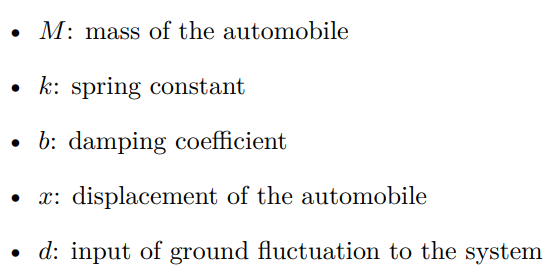 • M: mass of the automobile
• k: spring constant
• b: damping coefficient
• x: displacement of the automobile
• d: input of ground fluctuation to the system